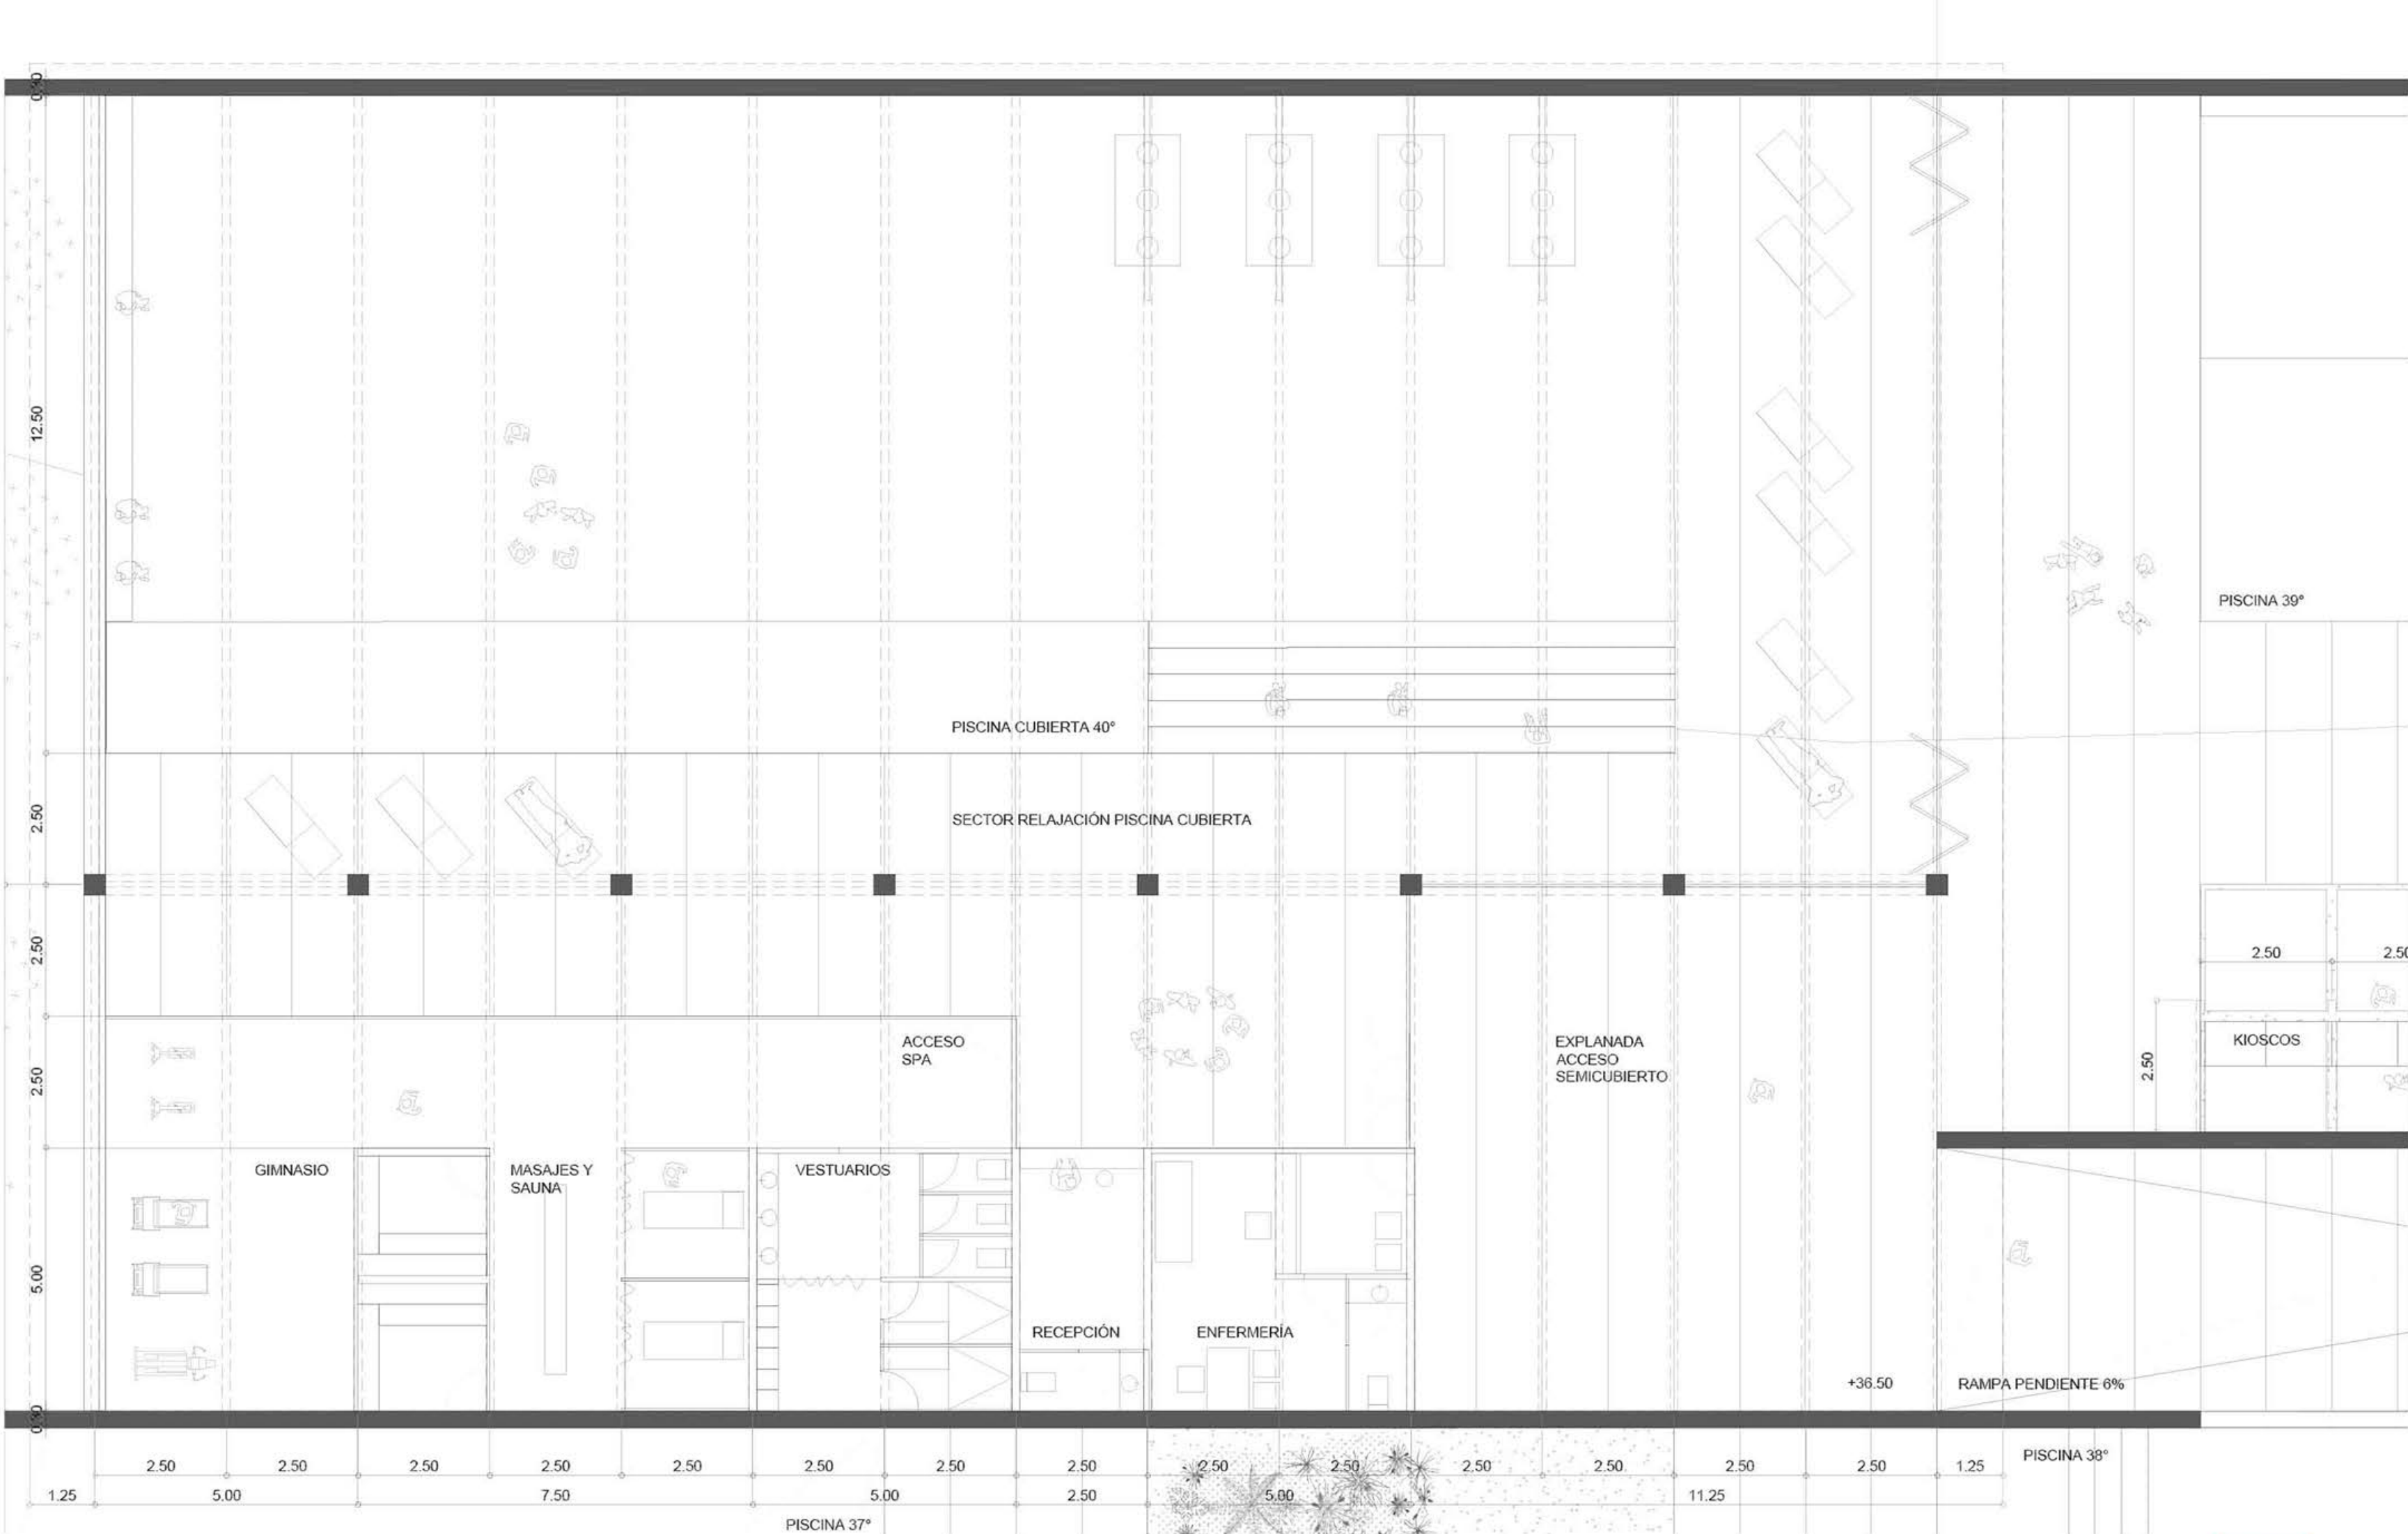 0.30
12.50
PISCINA 39°
PISCINA CUBIERTA 40°
2.50
SECTOR RELAJACIÓN PISCINA CUBIERTA
2.50
2.50
2.50
ACCESO
SPA
EXPLANADA
ACCESO
SEMICUBIERTO
KIOSCOS
2.50
2.50
GIMNASIO
MASAJES Y
SAUNA
VESTUARIOS
5.00
RECEPCIÓN
ENFERMERÍA
+36.50
RAMPA PENDIENTE 6%
0.30
PISCINA 38°
2.50
2.50
2.50
2.50
2.50
2.50
2.50
2.50
2.50
2.50
2.50
2.50
2.50
2.50
1.25
1.25
5.00
7.50
5.00
2.50
5.00
11.25
PISCINA 37°